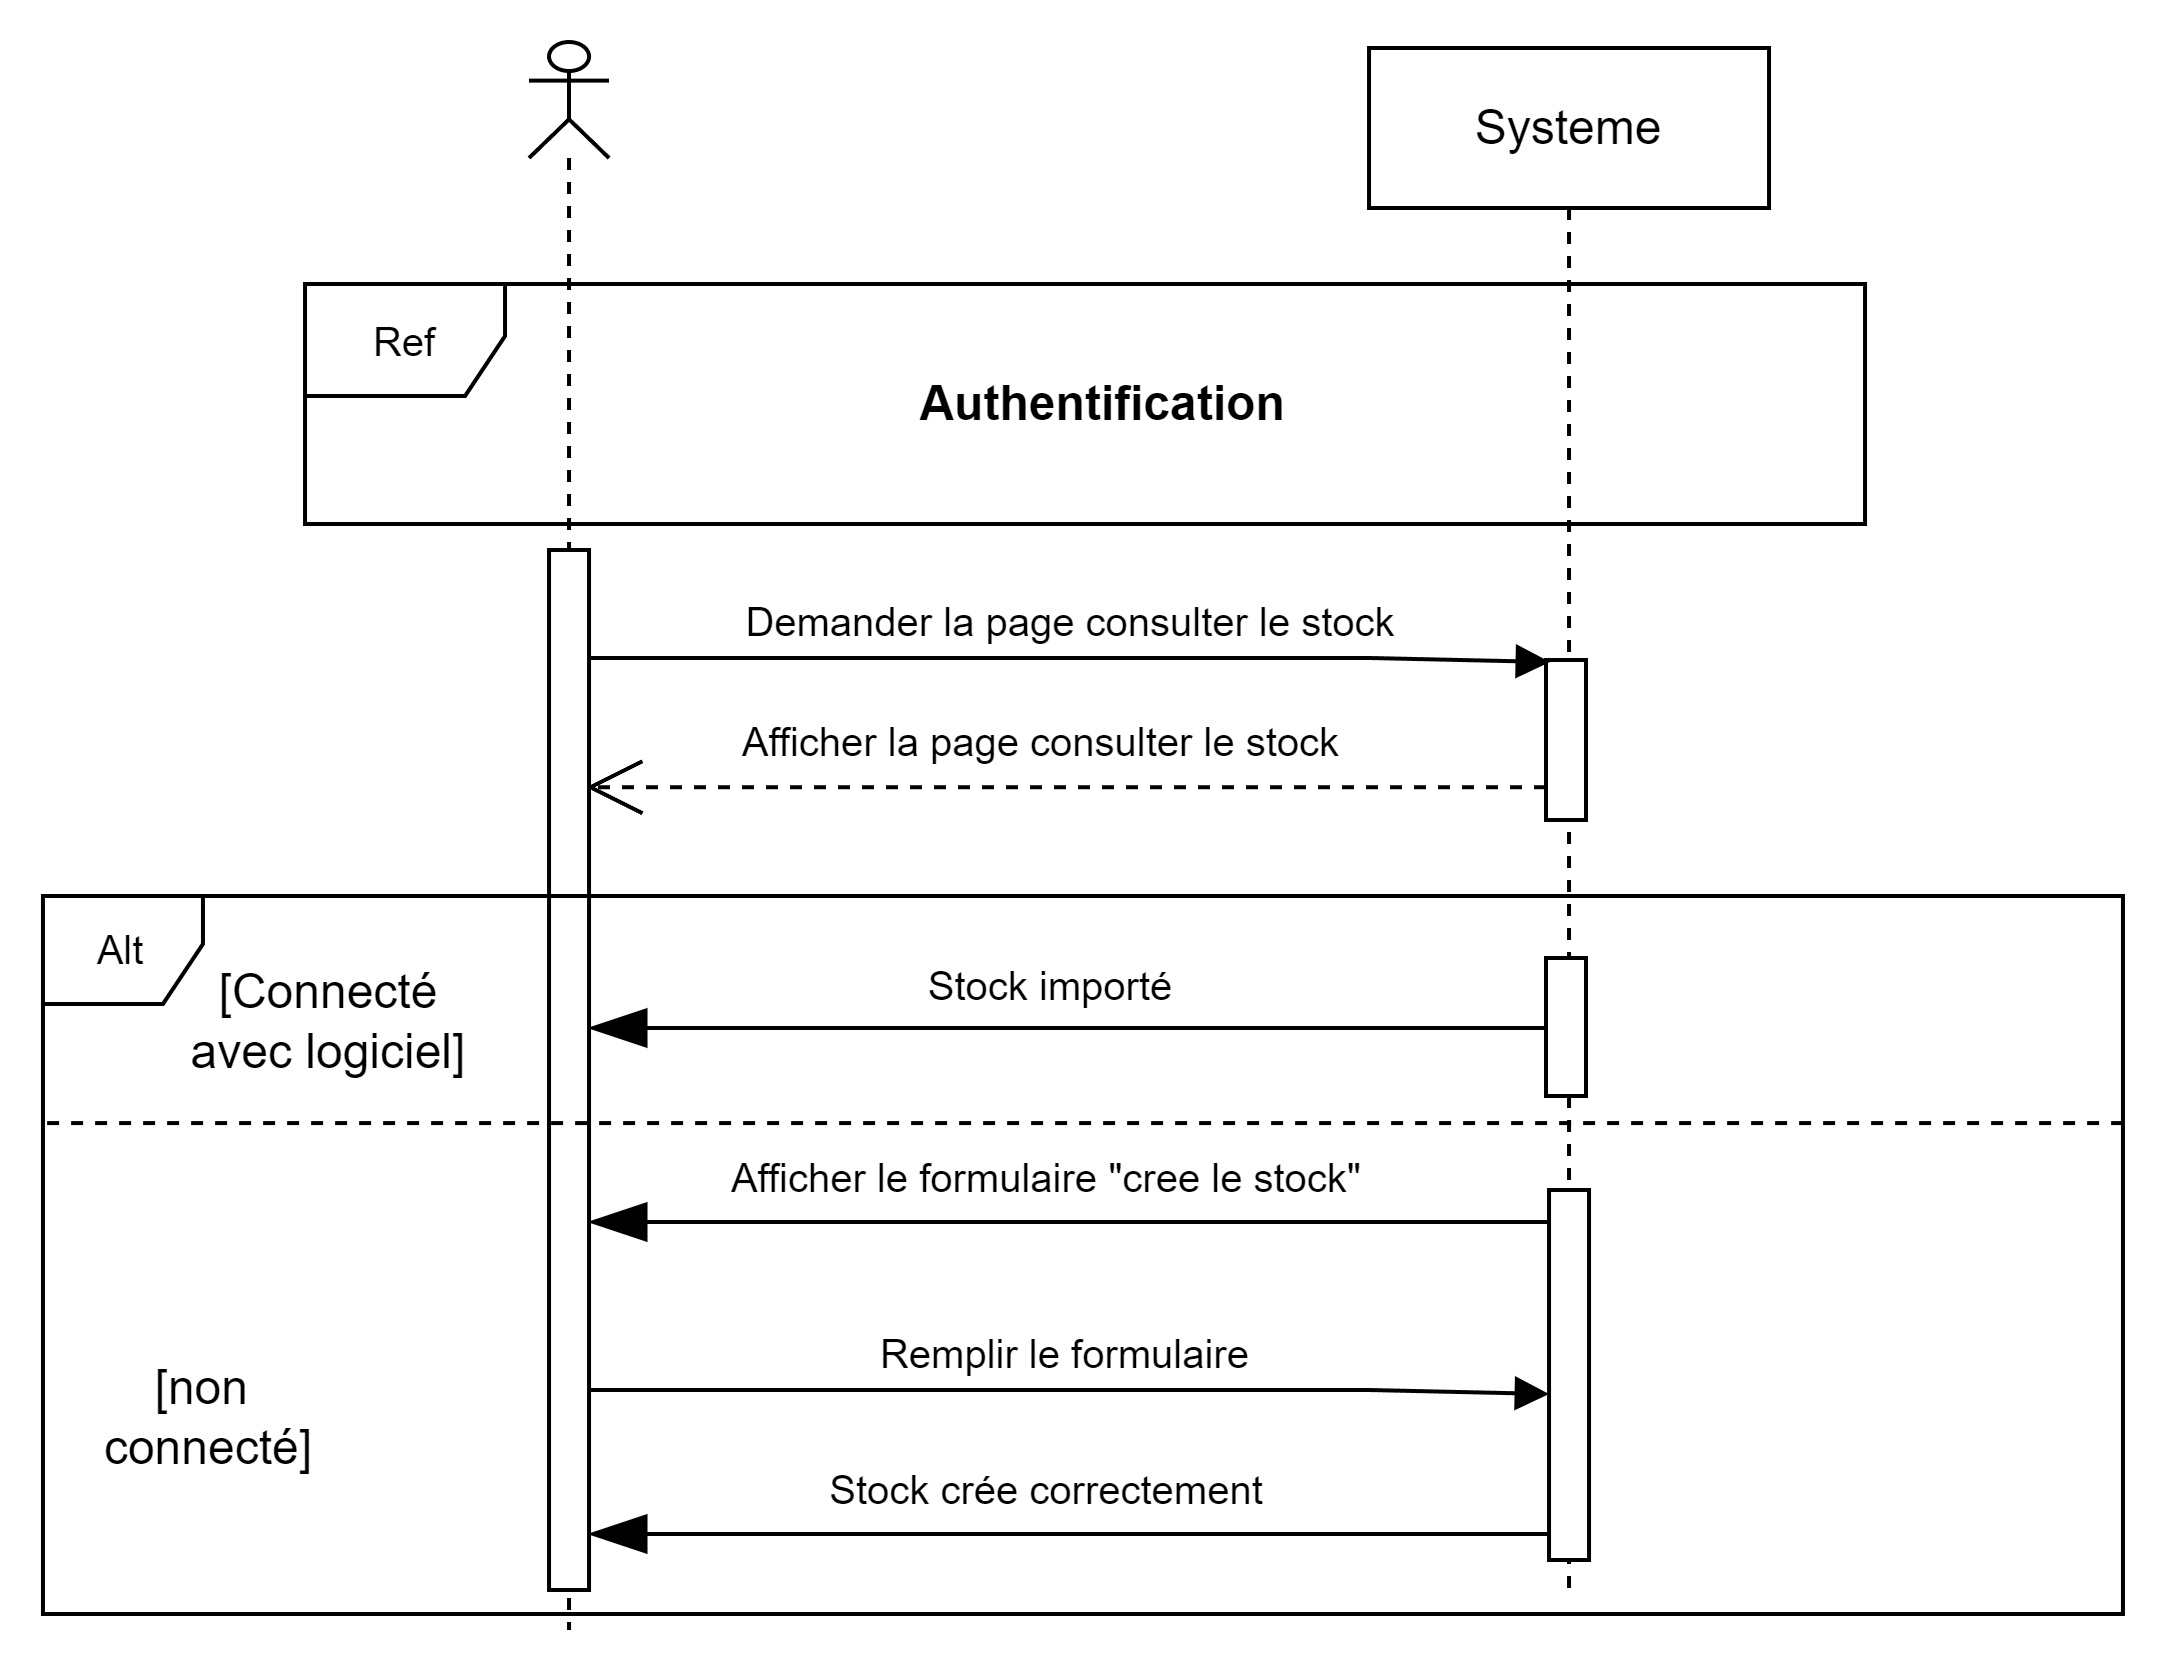 Systeme
Ref
Authentification
Demander la page consulter le stock
Afficher la page consulter le stock
Alt
[Connecté
avec logiciel]
Stock importé
Afficher le formulaire "cree le stock"
Remplir le formulaire
[non
connecté]
Stock crée correctement